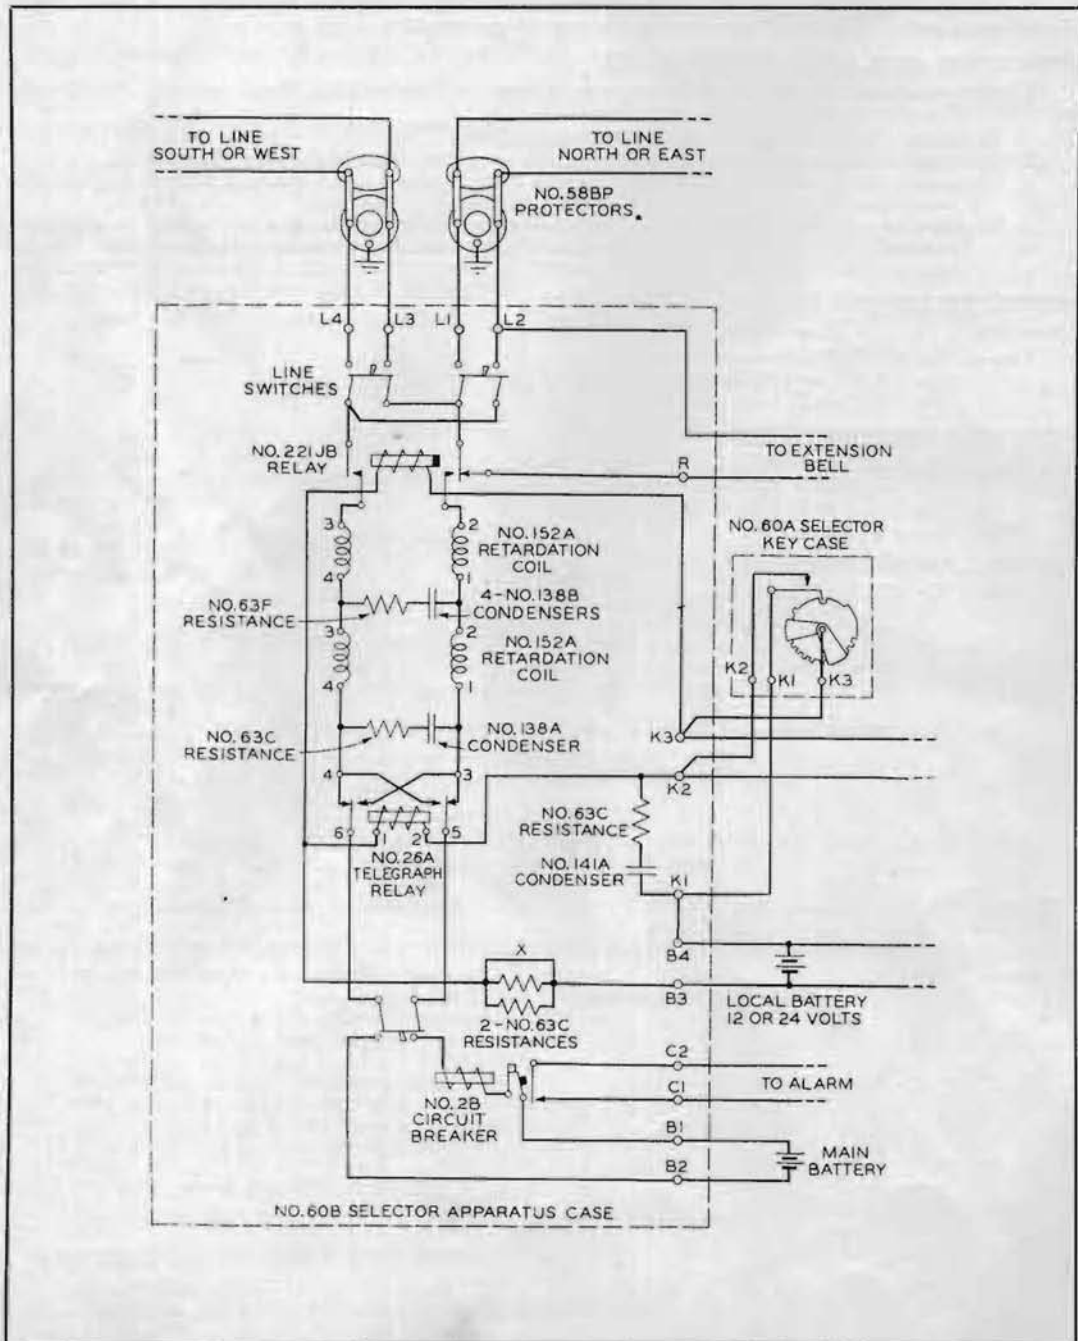 TO LINE
SOUTH OR WEST
TO LINE
NORTH OR EAST
NO. 58BP
PROTECTORS.
L4
L3
L1
L2
LINE
SWITCHES
NO. 221JB
RELAY
R
TO EXTENSION
BELL
3
2
NO. 152A
RETARDATION
COIL
NO. 60A SELECTOR
KEY CASE
4
1
NO. 63F
RESISTANCE
4-NO. 138B
CONDENSERS
3
2
NO. 152A
RETARDATION
COIL
K2
K1
K3
4
1
NO. 63C
RESISTANCE
NO. 138A
CONDENSER
K3
4
3
K2
6
1
2
5
NO. 26A
TELEGRAPH
RELAY
NO. 63C
RESISTANCE
NO. 141A
CONDENSER
K1
X
B4
B3
LOCAL BATTERY
12 OR 24 VOLTS
2-NO. 63C
RESISTANCES
C2
TO ALARM
C1
NO. 2B
CIRCUIT
BREAKER
B1
MAIN
BATTERY
B2
NO. 60B SELECTOR APPARATUS CASE